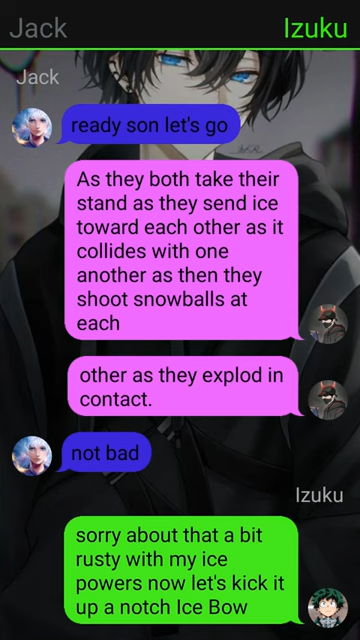 Jack Izuku
Jack
ready son let's go
As they both take their
stand as they send ice
toward each other as it
collides with one
another as then they
shoot snowballs at
each
other as they explod in
contact.
not bad
Izuku
sorry about that a bit
rusty with my ice
powers now let's kick it
up a notch Ice Bow